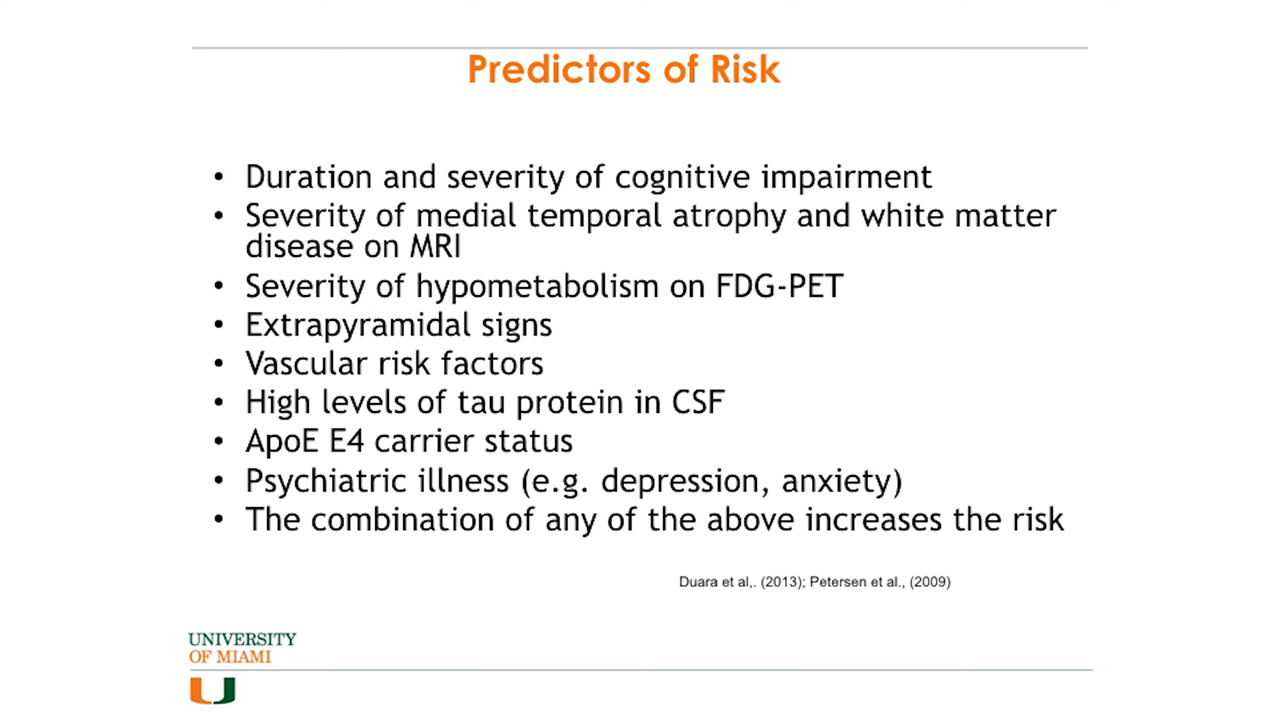 Predictors of Risk
• Duration and severity of cognitive impairment
• Severity of medial temporal atrophy and white matter
disease on MRI
• Severity of hypometabolism on FDG-PET
• Extrapyramidal signs
• Vascular risk factors
• High levels of tau protein in CSF
• ApoE E4 carrier status
• Psychiatric illness (e.g. depression, anxiety)
• The combination of any of the above increases the risk
Duara et al,. (2013); Petersen et al., (2009)
UNIVERSITY
OF MIAMI
U